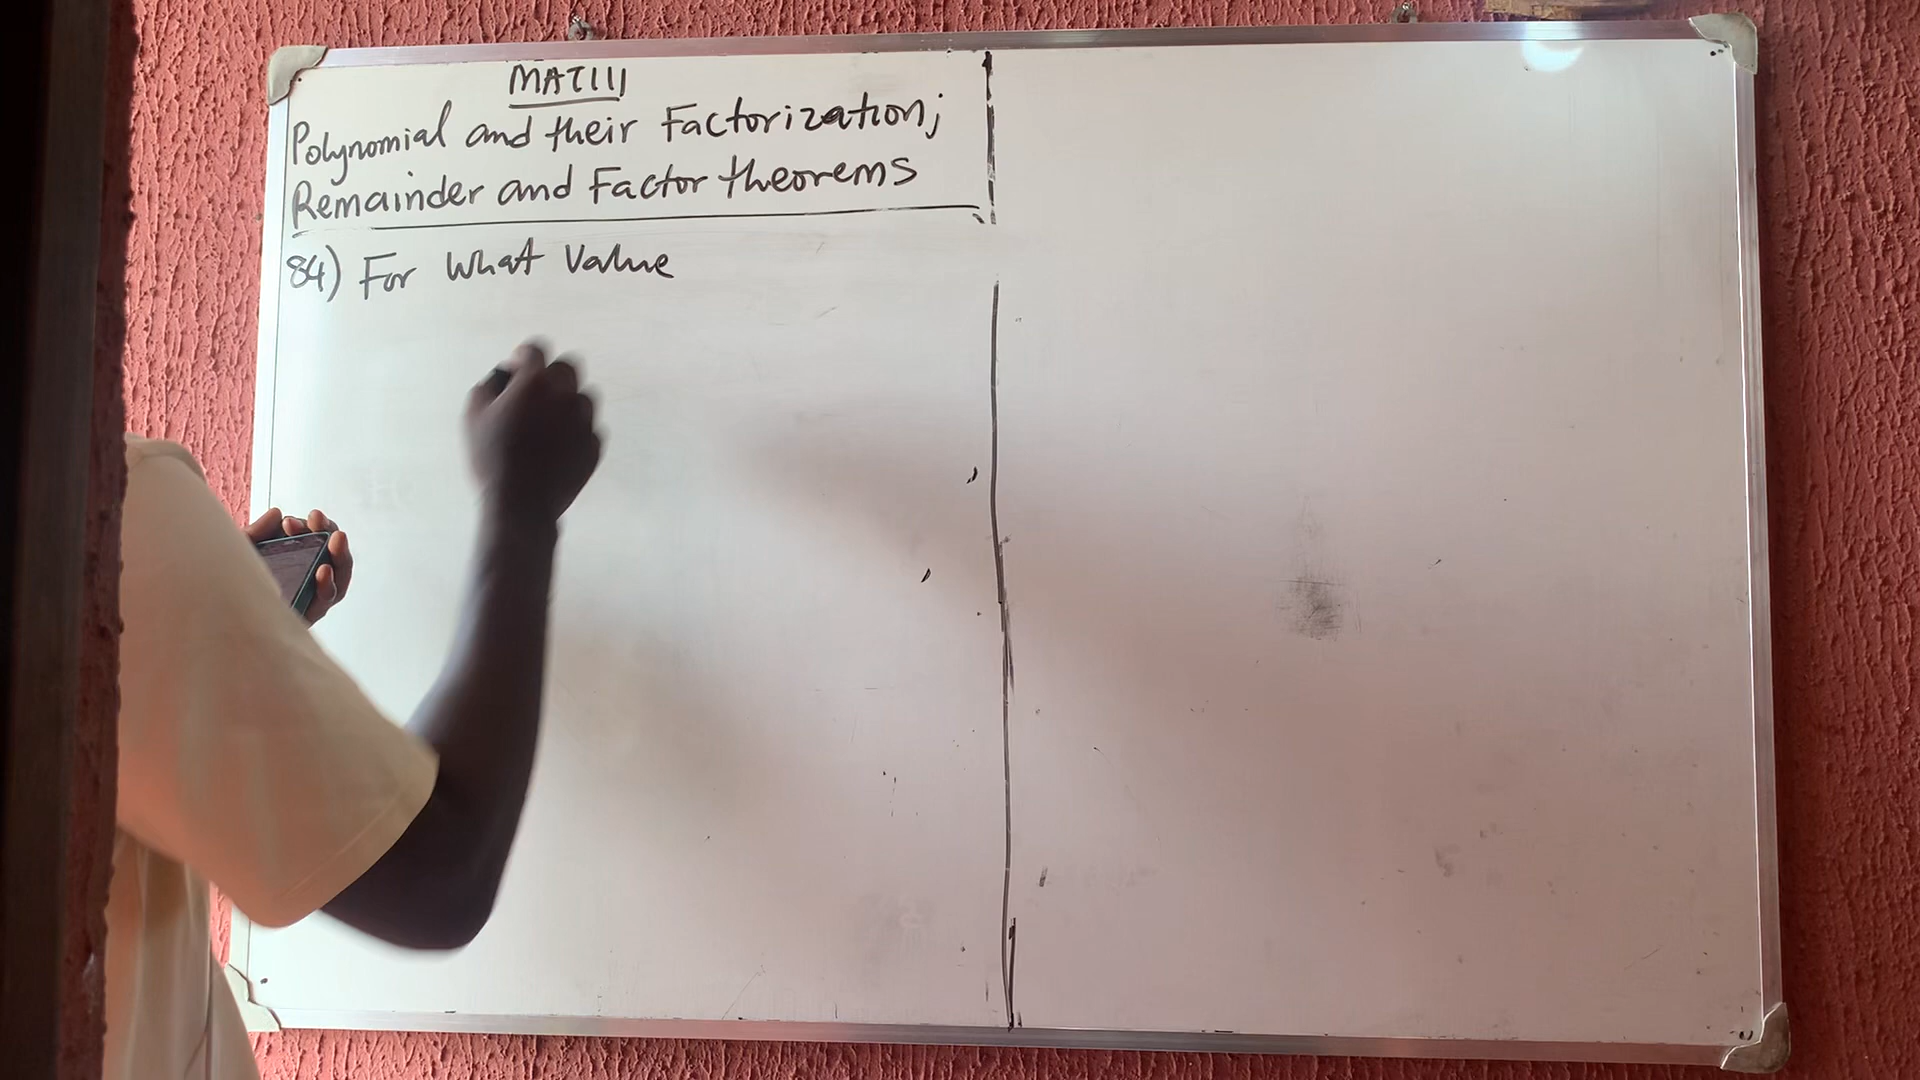 MAT111
Polynomial and their Factorization;
Remainder and Factor theorems
84) For what value